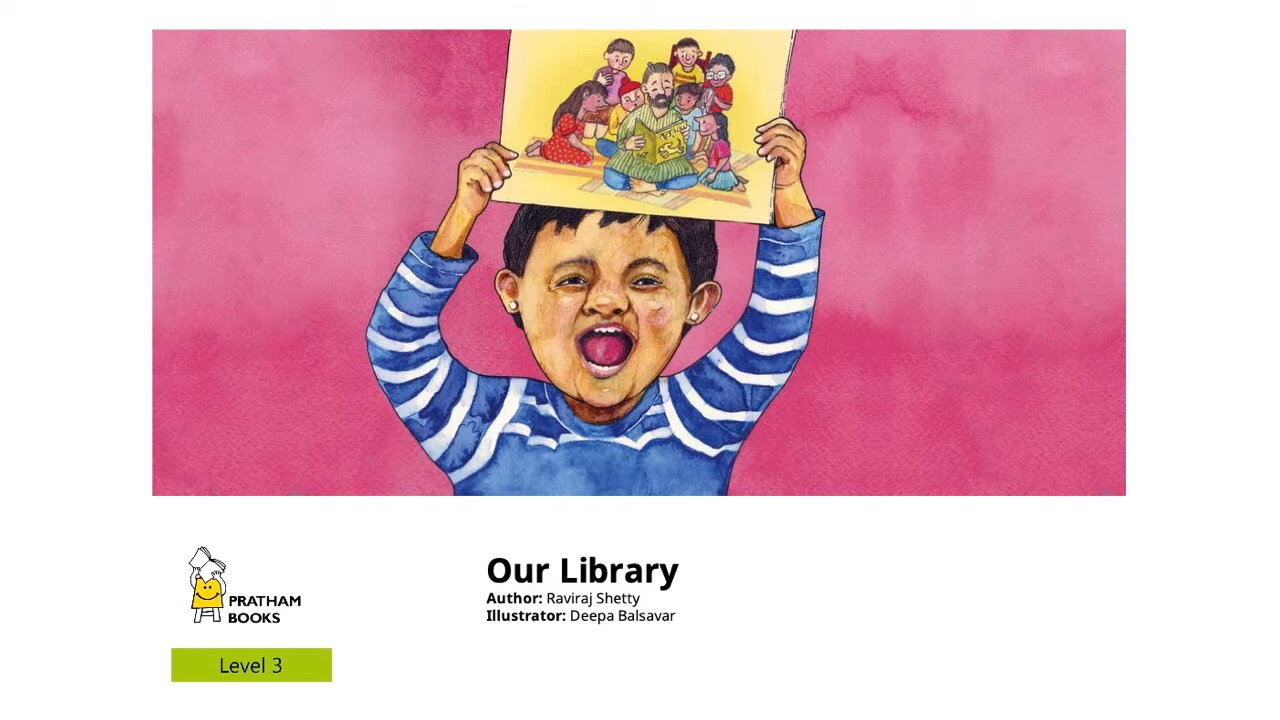 Our Library
Author: Raviraj Shetty
Illustrator: Deepa Balsavar
PRATHAM
BOOKS
Level 3